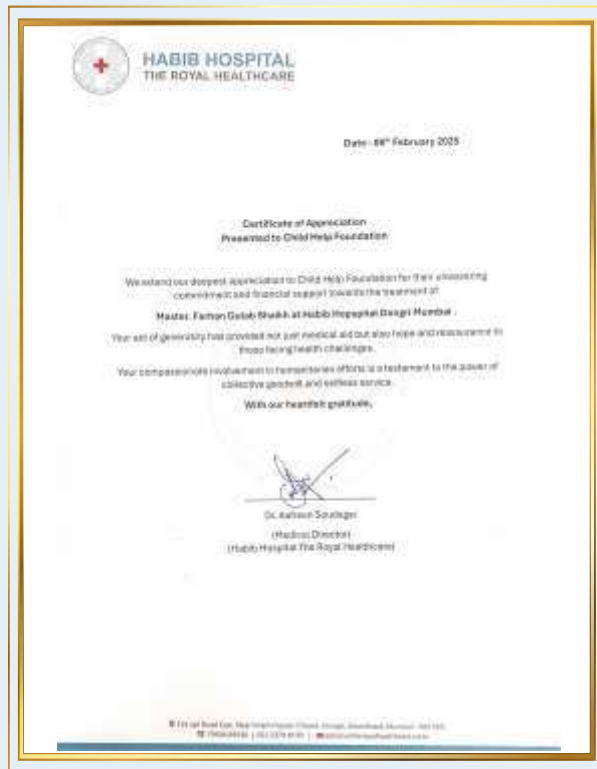 HABIB HOSPITAL
THE ROYAL HEALTHCARE
Date : 06th February 2025
Certificate of Appreciation
Presented to Child Help Foundation
We extend our deepest appreciation to Child Help Foundation for their unwavering
commitment and financial support towards the treatment of
Master. Farhan Golab Shaikh at Habib Hopspital Dongri Mumbai
Your act of generosity has provided not just medical aid but also hope and reassurance to
those facing health challenges.
Your compassionate involvement in humanitarian efforts is a testament to the power of
collective goodwill and selfless service.
With our heartfelt gratitude,
Dr.
(Medical Director)
(Habib Hospital The Royal Healthcare)